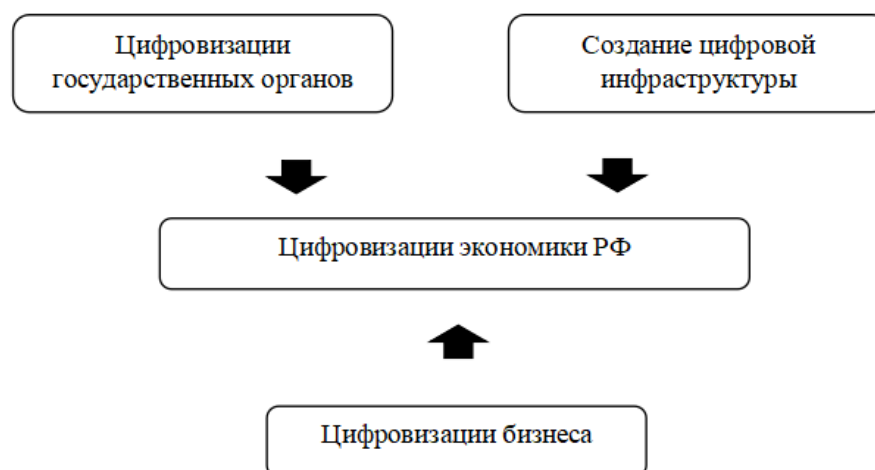 Цифровизации
государственных органов
Создание цифровой
инфраструктуры
Цифровизации экономики РФ
Цифровизации бизнеса